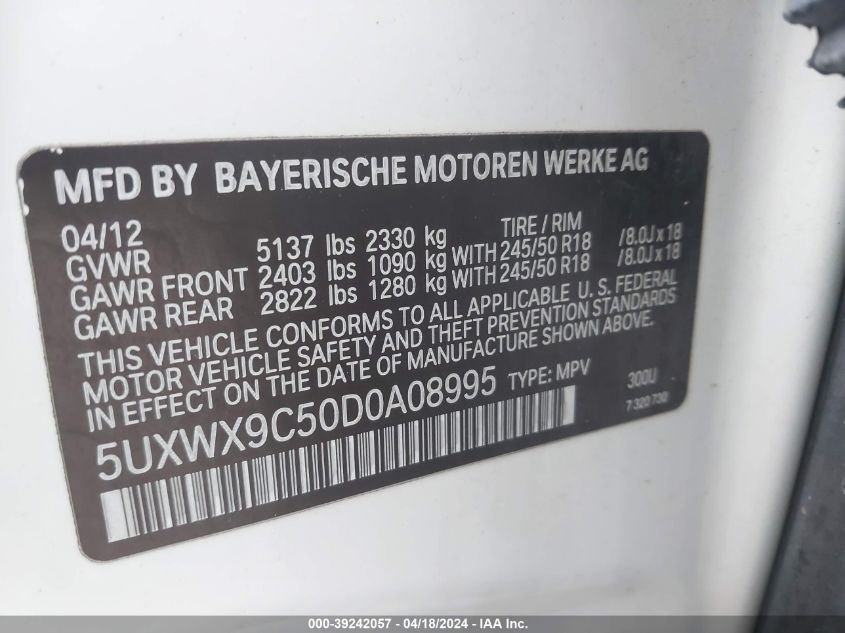 MFD BY BAYERISCHE MOTOREN WERKE AG
04/12 TIRE / RIM
GVWR 5137 lbs 2330 kg
GAWR FRONT 2403 lbs 1090 kg WITH 245/50 R18 /8.0J x 18
GAWR REAR 2822 lbs 1280 kg WITH 245/50 R18 /8.0J x 18
THIS VEHICLE CONFORMS TO ALL APPLICABLE U. S. FEDERAL
MOTOR VEHICLE SAFETY AND THEFT PREVENTION STANDARDS
IN EFFECT ON THE DATE OF MANUFACTURE SHOWN ABOVE.
5UXWX9C50D0A08995 TYPE: MPV 300U
7 320 730
000-39242057 - 04/18/2024 - IAA Inc.